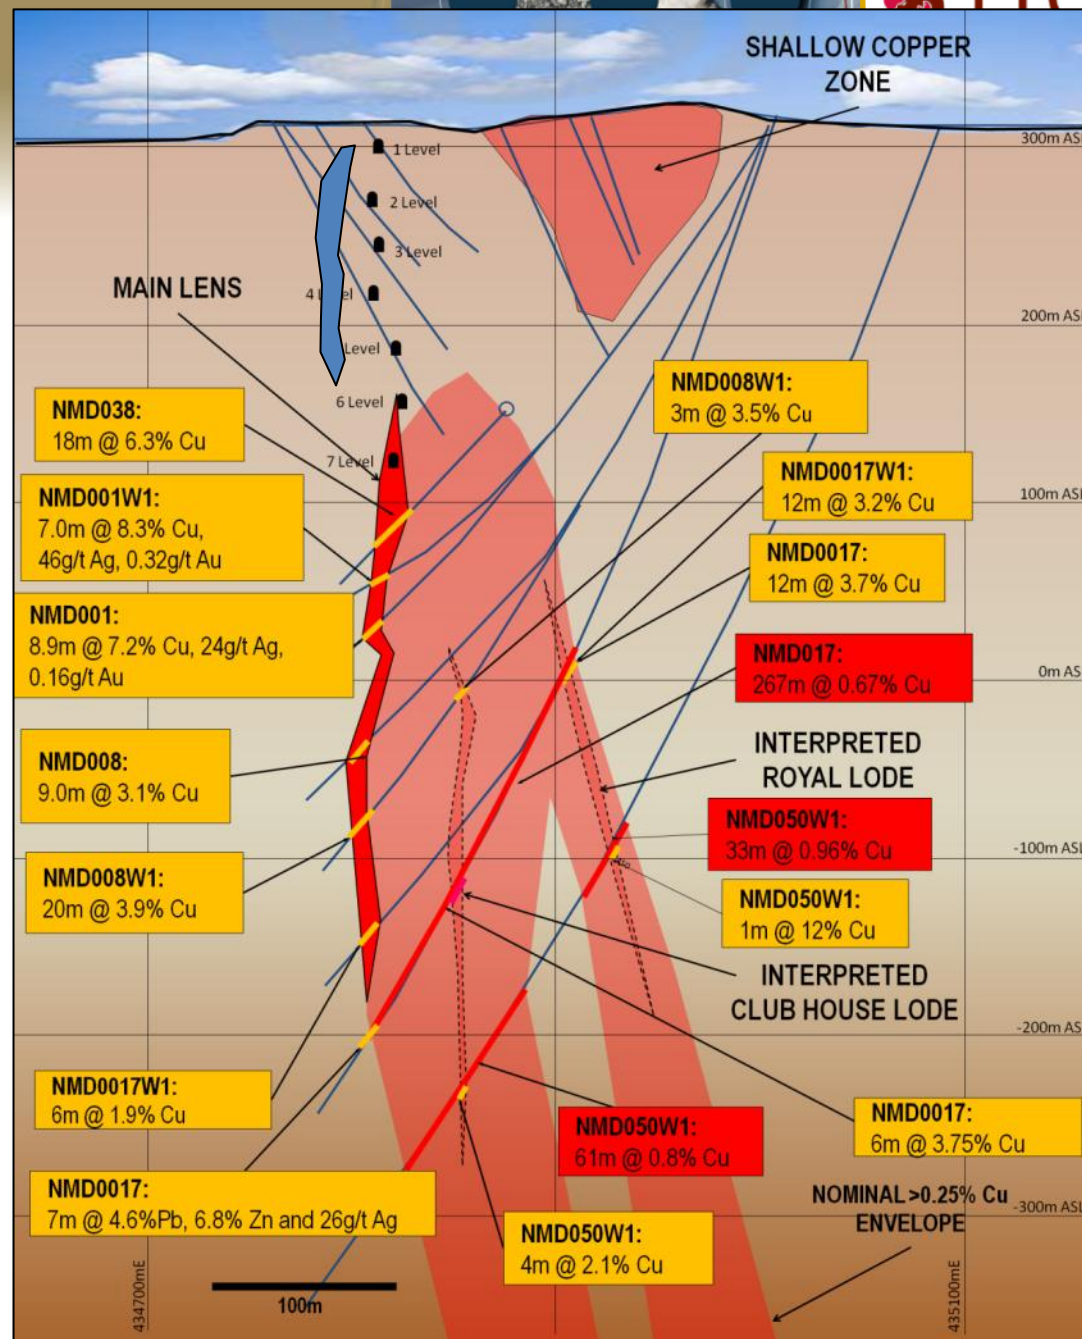 SHALLOW COPPER
ZONE
300m ASL
1 Level
2 Level
3 Level
MAIN LENS
4 Level
200m ASL
Level
NMD008W1:
3m @ 3.5% Cu
NMD038:
18m @ 6.3% Cu
6 Level
7 Level
NMD0017W1:
12m @ 3.2% Cu
NMD001W1:
7.0m @ 8.3% Cu,
46g/t Ag, 0.32g/t Au
100m ASL
NMD0017:
12m @ 3.7% Cu
NMD001:
8.9m @ 7.2% Cu, 24g/t Ag,
0.16g/t Au
NMD017:
267m @ 0.67% Cu
0m ASL
INTERPRETED
ROYAL LODE
NMD008:
9.0m @ 3.1% Cu
NMD050W1:
33m @ 0.96% Cu
-100m ASL
NMD008W1:
20m @ 3.9% Cu
NMD050W1:
1m @ 12% Cu
INTERPRETED
CLUB HOUSE LODE
-200m ASL
NMD0017W1:
6m @ 1.9% Cu
NMD050W1:
61m @ 0.8% Cu
NMD0017:
6m @ 3.75% Cu
NMD0017:
7m @ 4.6%Pb, 6.8% Zn and 26g/t Ag
NOMINAL >0.25% Cu
ENVELOPE
-300m ASL
NMD050W1:
4m @ 2.1% Cu
434700mE
100m
435100mE